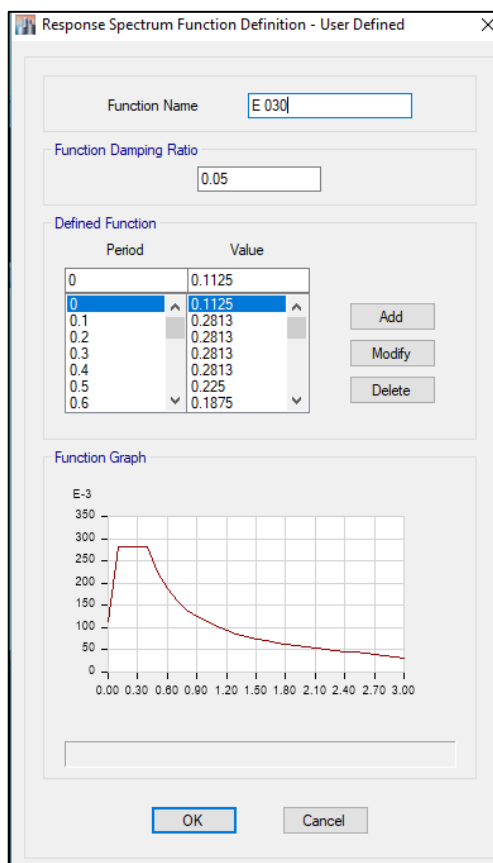 Response Spectrum Function Definition - User Defined
Function Name E 030
Function Damping Ratio
0.05
Defined Function
Period Value
0 0.1125
0 0.1125
0.1 0.2813
0.2 0.2813
0.3 0.2813
0.4 0.2813
0.5 0.225
0.6 0.1875
Add
Modify
Delete
Function Graph
E-3
350
300
250
200
150
100
50
0
0.00 0.30 0.60 0.90 1.20 1.50 1.80 2.10 2.40 2.70 3.00
OK Cancel